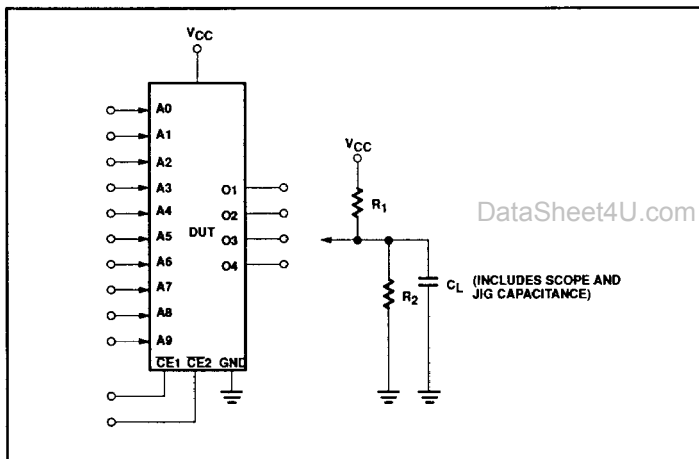 VCC
A0
A1
A2
A3
A4
A5
A6
A7
A8
A9
DUT
O1
O2
O3
O4
CE1 CE2 GND
VCC
R1
R2
CL (INCLUDES SCOPE AND
JIG CAPACITANCE)
DataSheet4U.com